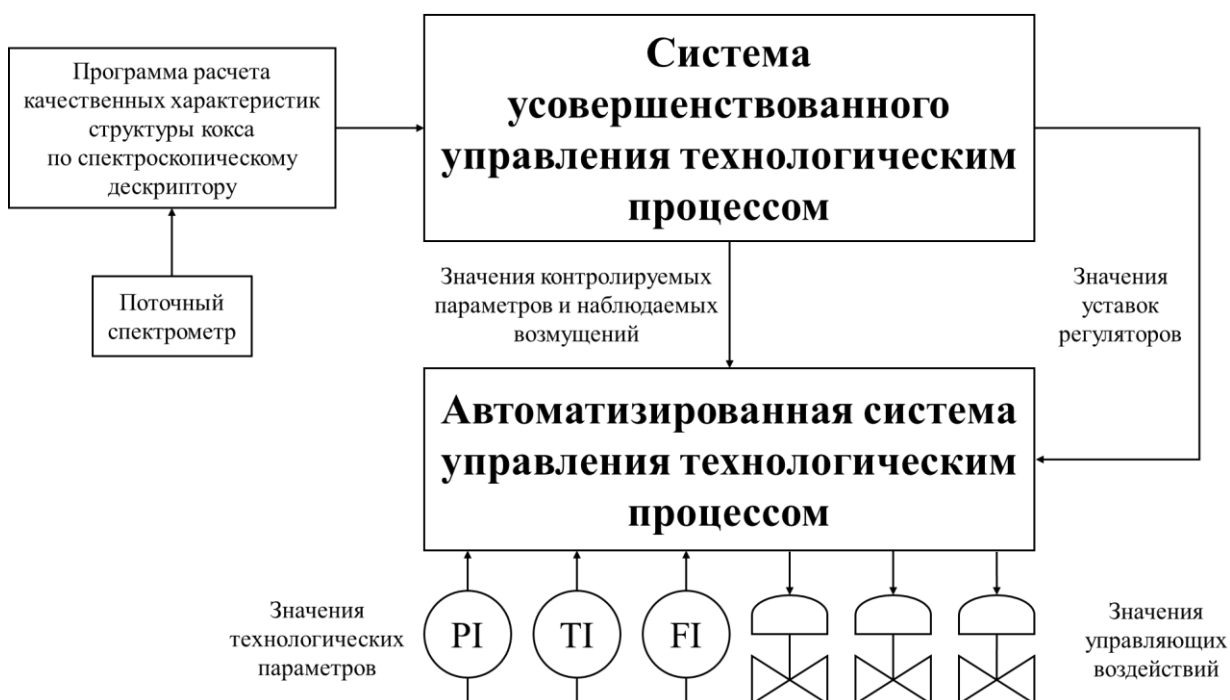 Программа расчета
качественных характеристик
структуры кокса
по спектроскопическому
дескриптору
Поточный
спектрометр
Система
усовершенствованного
управления технологическим
процессом
Значения контролируемых
параметров и наблюдаемых
возмущений
Значения
уставок
регуляторов
Автоматизированная система
управления технологическим
процессом
Значения
технологических
параметров
PI
TI
FI
Значения
управляющих
воздействий